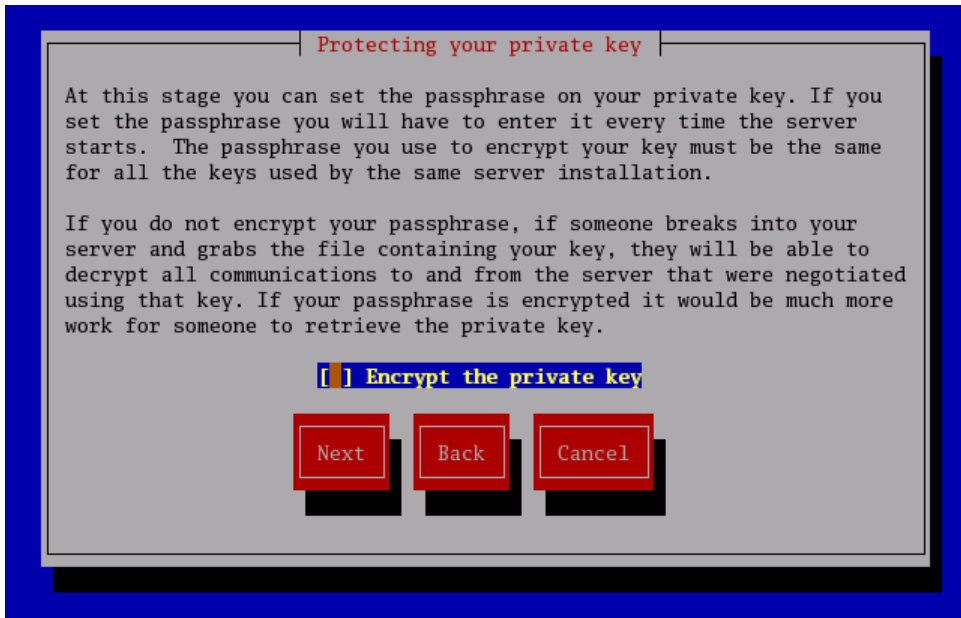 Protecting your private key
At this stage you can set the passphrase on your private key. If you
set the passphrase you will have to enter it every time the server
starts.  The passphrase you use to encrypt your key must be the same
for all the keys used by the same server installation.
If you do not encrypt your passphrase, if someone breaks into your
server and grabs the file containing your key, they will be able to
decrypt all communications to and from the server that were negotiated
using that key. If your passphrase is encrypted it would be much more
work for someone to retrieve the private key.
[ ] Encrypt the private key
Next Back Cancel